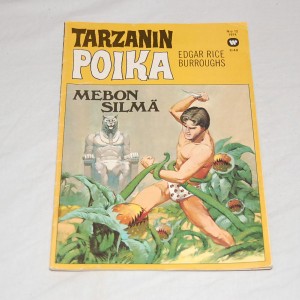 TARZANIN
POIKA
EDGAR RICE
BURROUGHS
MEBON
SILMÄ